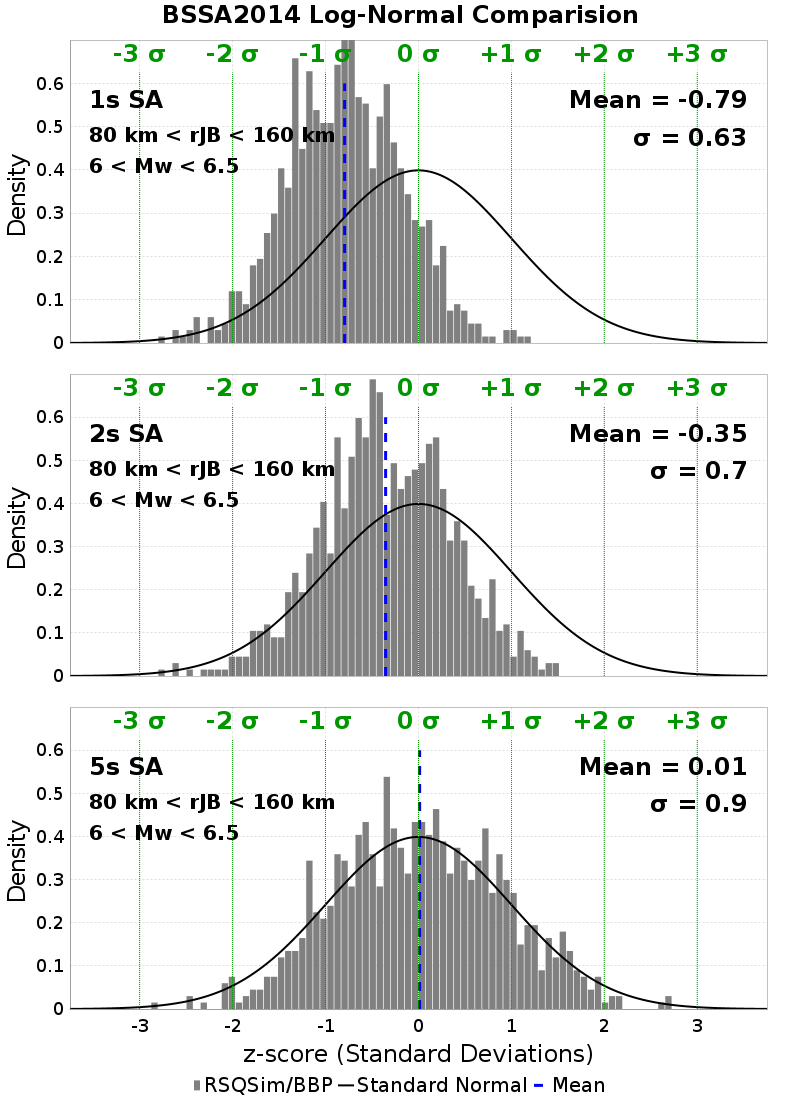 BSSA2014 Log-Normal Comparision
-3 σ -2 σ -1 σ 0 σ +1 σ +2 σ +3 σ
1s SA
80 km < rJB < 160 km
6 < Mw < 6.5
Mean = -0.79
σ = 0.63
Density
0.6
0.5
0.4
0.3
0.2
0.1
0
-3 σ -2 σ -1 σ 0 σ +1 σ +2 σ +3 σ
2s SA
80 km < rJB < 160 km
6 < Mw < 6.5
Mean = -0.35
σ = 0.7
Density
0.6
0.5
0.4
0.3
0.2
0.1
0
-3 σ -2 σ -1 σ 0 σ +1 σ +2 σ +3 σ
5s SA
80 km < rJB < 160 km
6 < Mw < 6.5
Mean = 0.01
σ = 0.9
Density
0.6
0.5
0.4
0.3
0.2
0.1
0
-3 -2 -1 0 1 2 3
z-score (Standard Deviations)
RSQSim/BBP Standard Normal Mean